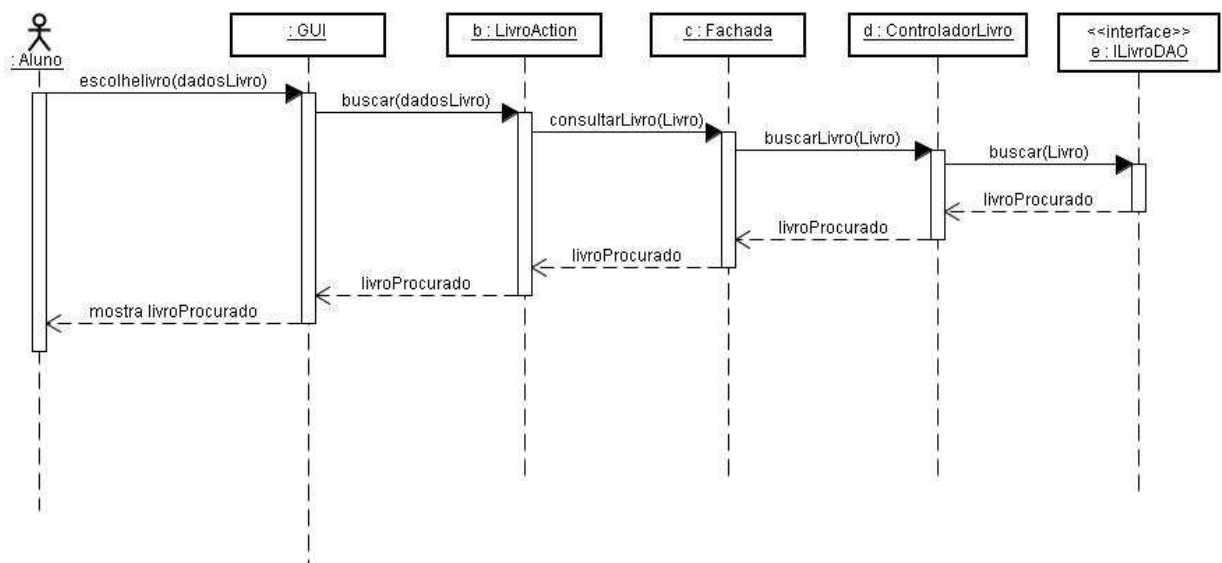 : Aluno
: GUI
b : LivroAction
c : Fachada
d : ControladorLivro
<<interface>>
e : ILivroDAO
escolhelivro(dadosLivro)
buscar(dadosLivro)
consultarLivro(Livro)
buscarLivro(Livro)
buscar(Livro)
livroProcurado
livroProcurado
livroProcurado
livroProcurado
mostra livroProcurado